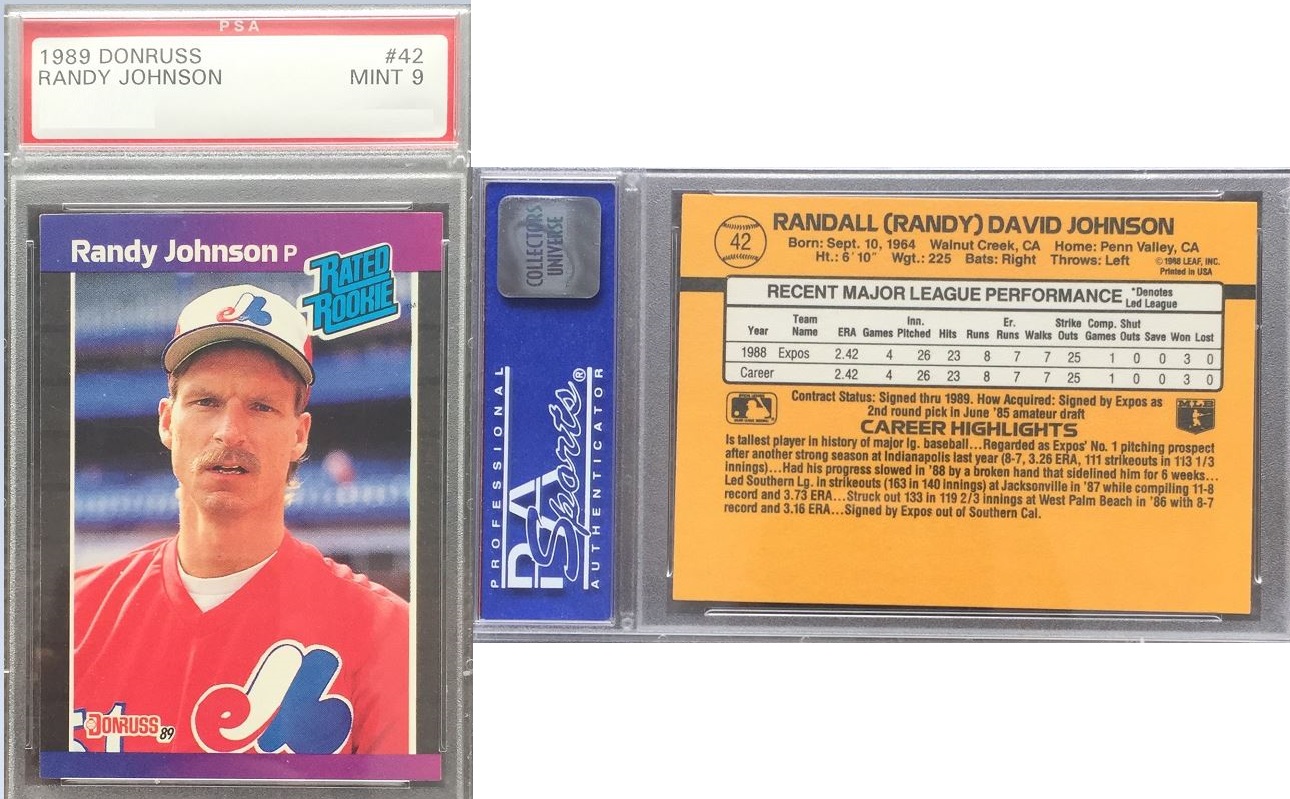 PSA
1989 DONRUSS #42
RANDY JOHNSON MINT 9
Randy Johnson P
RATED
ROOKIE
TM
e
DONRUSS 89
COLLECTORS
UNIVERSE
PROFESSIONAL
PSA Sports®
AUTHENTICATOR
42
RANDALL (RANDY) DAVID JOHNSON
Born: Sept. 10, 1964 Walnut Creek, CA Home: Penn Valley, CA
Ht.: 6'10" Wgt.: 225 Bats: Right Throws: Left
©1988 LEAF, INC.
Printed in USA
RECENT MAJOR LEAGUE PERFORMANCE *Denotes
Led League
Year Team Name ERA Games Inn. Pitched Hits Runs Er. Runs Walks Strike Outs Comp. Games Shut Outs Save Won Lost
1988 Expos 2.42 4 26 23 8 7 7 25 1 0 0 3 0
Career 2.42 4 26 23 8 7 7 25 1 0 0 3 0
Contract Status: Signed thru 1989. How Acquired: Signed by Expos as
2nd round pick in June '85 amateur draft
MLB
CAREER HIGHLIGHTS
Is tallest player in history of major lg. baseball...Regarded as Expos' No. 1 pitching prospect
after another strong season at Indianapolis last year (8-7, 3.26 ERA, 111 strikeouts in 113 1/3
innings)...Had his progress slowed in '88 by a broken hand that sidelined him for 6 weeks...
Led Southern Lg. in strikeouts (163 in 140 innings) at Jacksonville in '87 while compiling 11-8
record and 3.73 ERA...Struck out 133 in 119 2/3 innings at West Palm Beach in '86 with 8-7
record and 3.16 ERA...Signed by Expos out of Southern Cal.